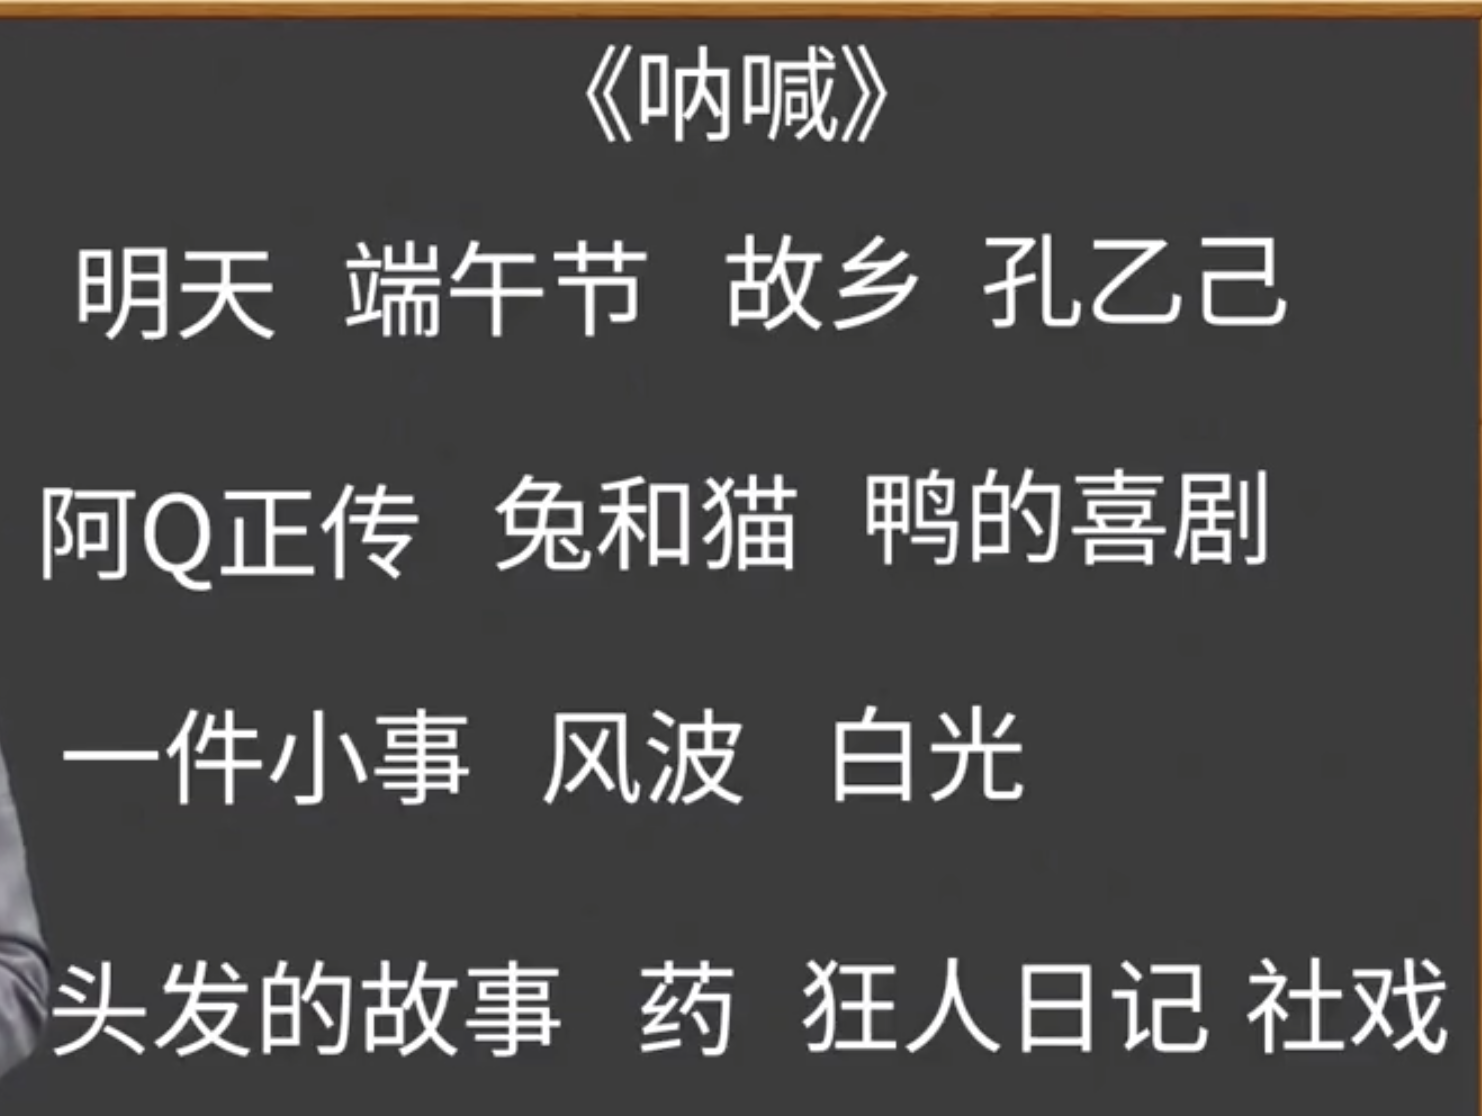 《呐喊》
明天 端午节 故乡 孔乙己
阿Q正传 兔和猫 鸭的喜剧
一件小事 风波 白光
头发的故事 药 狂人日记 社戏